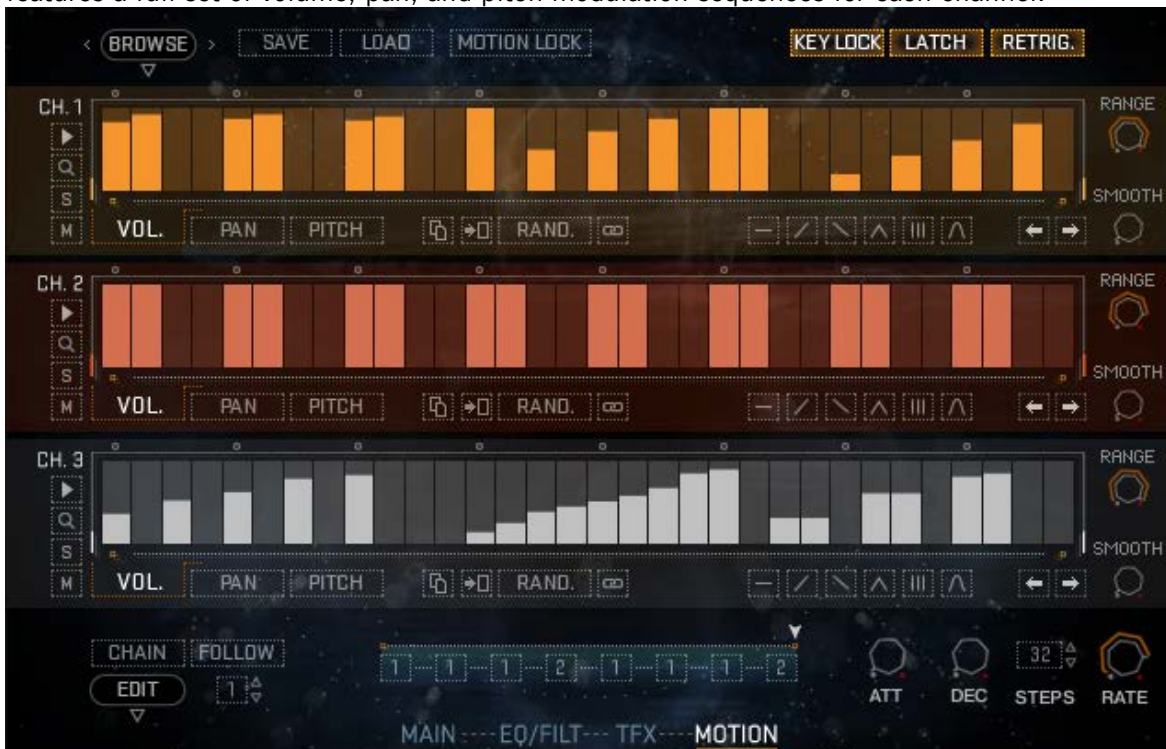 features a full set of volume, pan, and pitch modulation sequences for each channel.
< BROWSE > SAVE LOAD MOTION LOCK KEY LOCK LATCH RETRIG.
CH. 1
RANGE
S
SMOOTH
M VOL. PAN PITCH RAND.
CH. 2
RANGE
S
SMOOTH
M VOL. PAN PITCH RAND.
CH. 3
RANGE
S
SMOOTH
M VOL. PAN PITCH RAND.
CHAIN FOLLOW
1 1 1 2 1 1 1 2
32
EDIT 1
ATT DEC STEPS RATE
MAIN ---- EQ/FILT --- TFX ---- MOTION